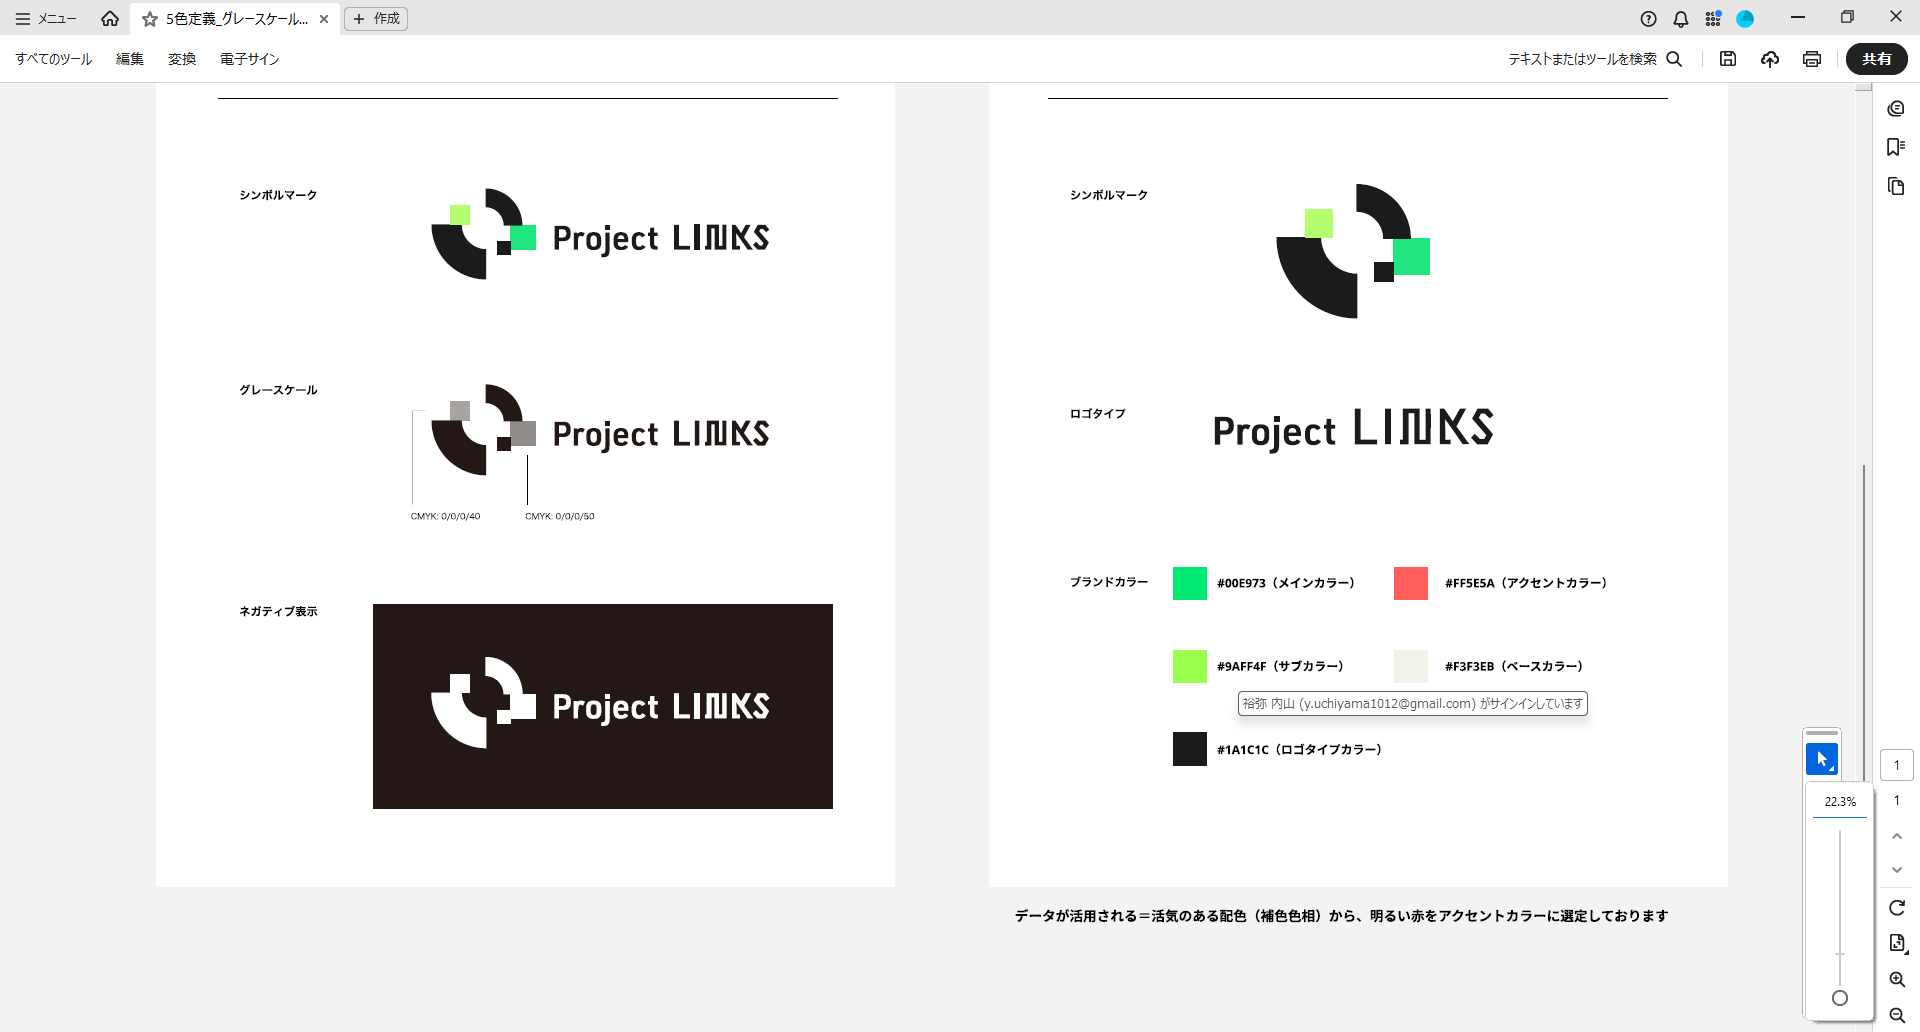 メニュー
5色定義_グレースケール...
作成
すべてのツール
編集
変換
電子サイン
テキストまたはツールを検索
共有
シンボルマーク
Project LINKS
グレースケール
Project LINKS
CMYK: 0/0/0/40
CMYK: 0/0/0/50
ネガティブ表示
Project LINKS
シンボルマーク
ロゴタイプ
Project LINKS
ブランドカラー
#00E973（メインカラー）
#FF5E5A（アクセントカラー）
#9AFF4F（サブカラー）
#F3F3EB（ベースカラー）
裕弥 内山 (y.uchiyama1012@gmail.com) がサインインしています
#1A1C1C（ロゴタイプカラー）
データが活用される＝活気のある配色（補色色相）から、明るい赤をアクセントカラーに選定しております
22.3%
1
1